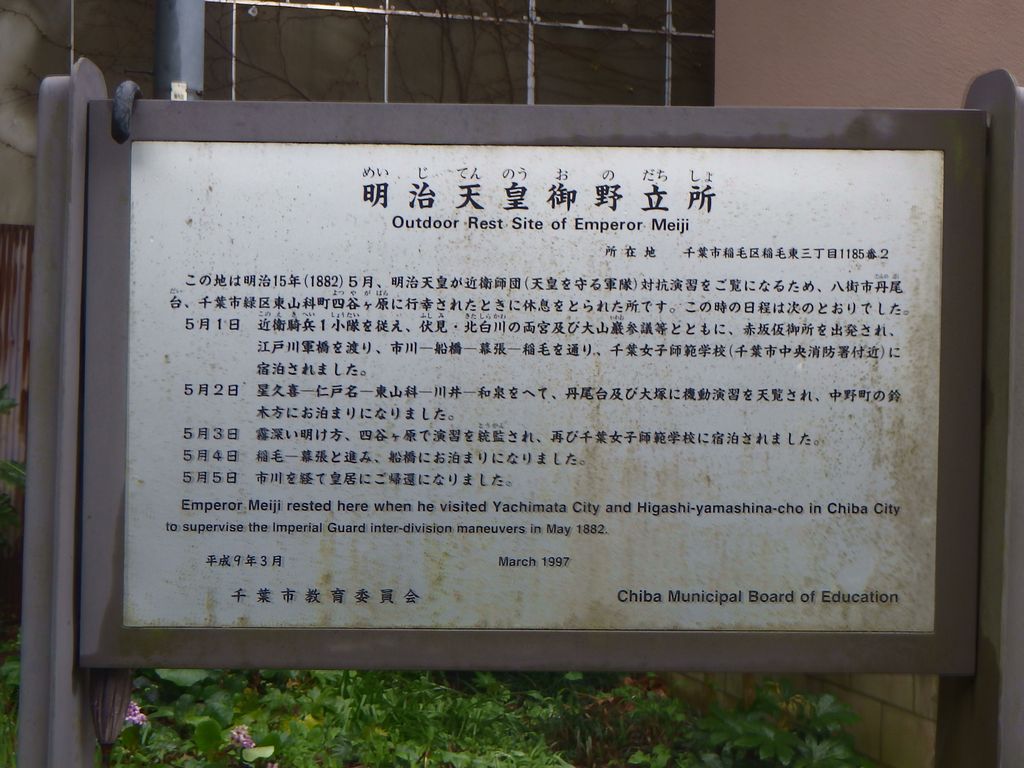 めい じ てん のう お の だち しょ
明治天皇御野立所
Outdoor Rest Site of Emperor Meiji
所在地 千葉市稲毛区稲毛東三丁目1185番2
この地は明治15年(1882)5月、明治天皇が近衛師団(天皇を守る軍隊)対抗演習をご覧になるため、八街市丹尾
台、千葉市緑区東山科町四谷ヶ原に行幸されたときに休息をとられた所です。この時の日程は次のとおりでした。
5月1日 近衛騎兵1小隊を従え、伏見・北白川の両宮及び大山巖参議等とともに、赤坂仮御所を出発され、
江戸川軍橋を渡り、市川―船橋―幕張―稲毛を通り、千葉女子師範学校(千葉市中央消防署付近)に
宿泊されました。
5月2日 星久喜―仁戸名―東山科―川井―和泉をへて、丹尾台及び大塚に機動演習を天覧され、中野町の鈴
木方にお泊まりになりました。
5月3日 霧深い明け方、四谷ヶ原で演習を統監され、再び千葉女子師範学校に宿泊されました。
5月4日 稲毛―幕張と進み、船橋にお泊まりになりました。
5月5日 市川を経て皇居にご帰還になりました。
Emperor Meiji rested here when he visited Yachimata City and Higashi-yamashina-cho in Chiba City
to supervise the Imperial Guard inter-division maneuvers in May 1882.
平成9年3月 March 1997
千葉市教育委員会 Chiba Municipal Board of Education